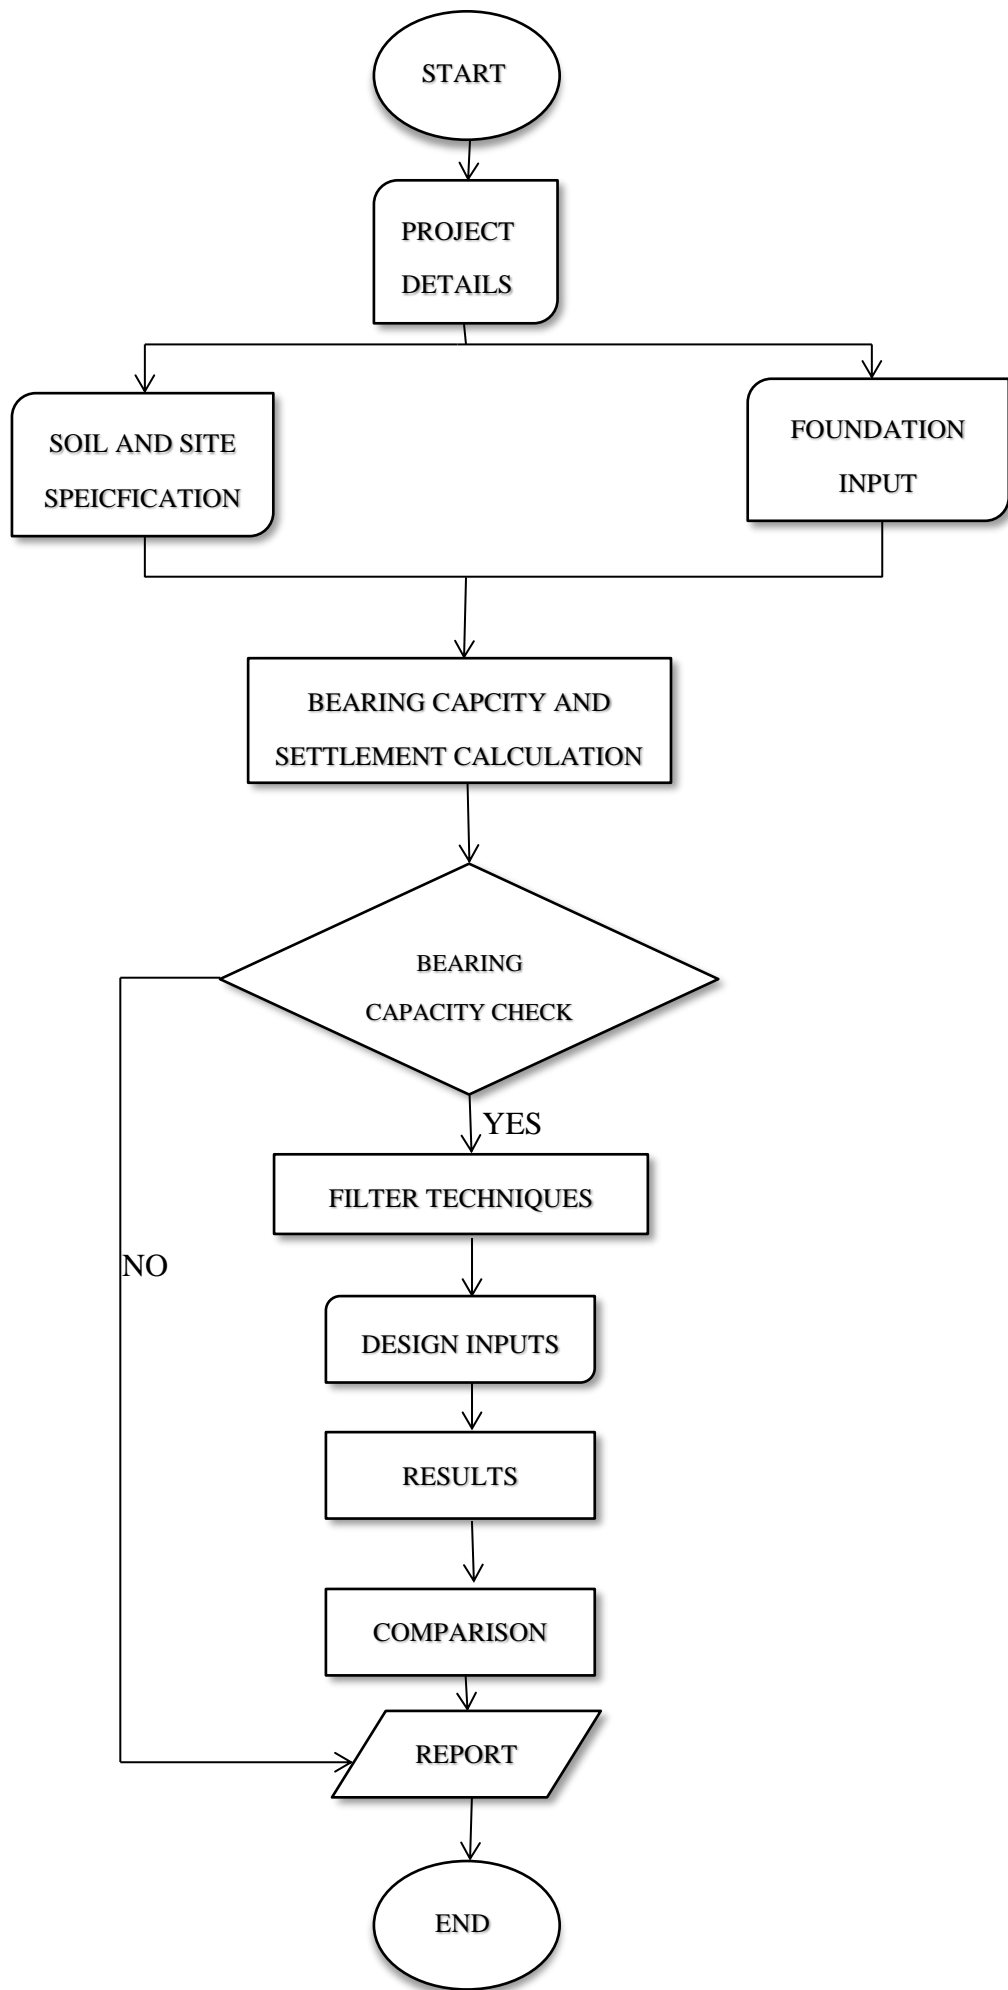 START
PROJECT
DETAILS
SOIL AND SITE
SPEICFICATION
FOUNDATION
INPUT
BEARING CAPCITY AND
SETTLEMENT CALCULATION
BEARING
CAPACITY CHECK
YES
FILTER TECHNIQUES
NO
DESIGN INPUTS
RESULTS
COMPARISON
REPORT
END